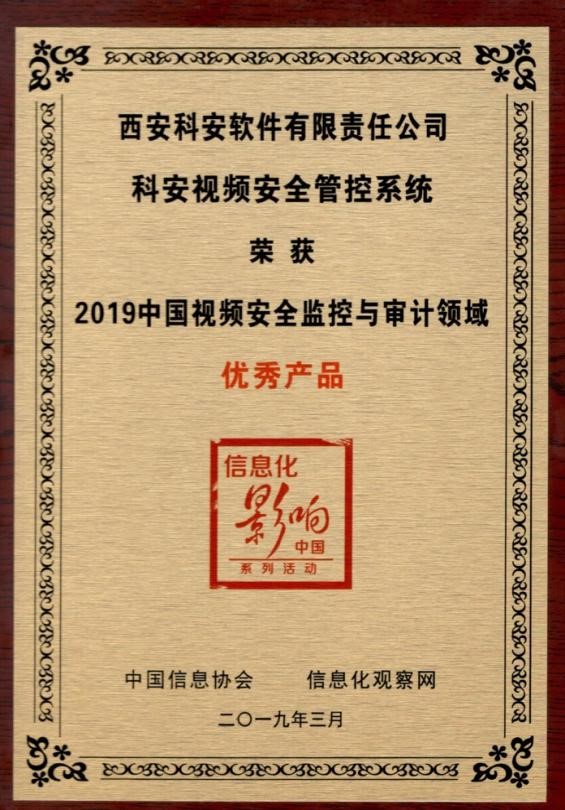 西安科安软件有限责任公司
科安视频安全管控系统
荣获
2019中国视频安全监控与审计领域
优秀产品
信息化
影响
中国
系列活动
中国信息协会 信息化观察网
二〇一九年三月